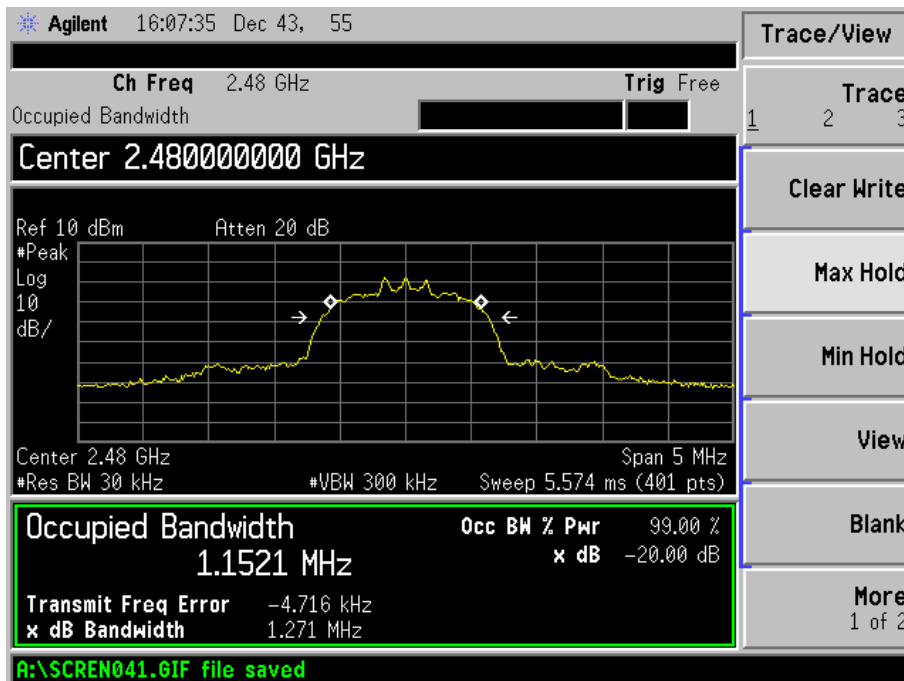 Agilent 16:07:35 Dec 43, 55
Trace/View
Ch Freq 2.48 GHz Trig Free
Occupied Bandwidth
Trace
1 2 3
Center 2.480000000 GHz
Clear Write
Ref 10 dBm Atten 20 dB
#Peak
Log
10
dB/
Max Hold
Min Hold
View
Center 2.48 GHz Span 5 MHz
#Res BW 30 kHz #VBW 300 kHz Sweep 5.574 ms (401 pts)
Occupied Bandwidth
1.1521 MHz
Occ BW % Pwr 99.00 %
x dB -20.00 dB
Blank
Transmit Freq Error -4.716 kHz
x dB Bandwidth 1.271 MHz
More
1 of 2
A:\SCREN041.GIF file saved